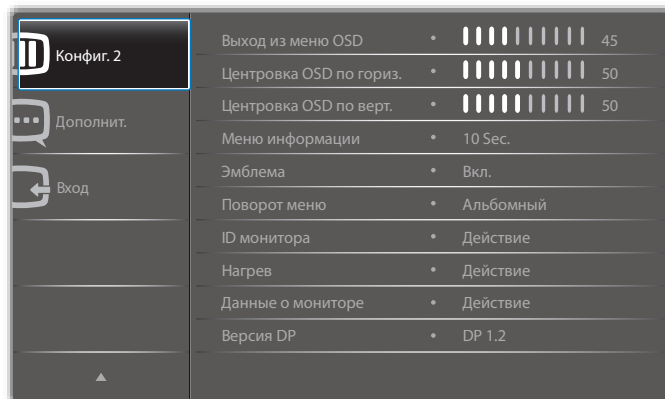 Конфиг. 2
Дополнит.
Вход
Выход из меню OSD • 45
Центровка OSD по гориз. • 50
Центровка OSD по верт. • 50
Меню информации • 10 Sec.
Эмблема • Вкл.
Поворот меню • Альбомный
ID монитора • Действие
Нагрев • Действие
Данные о мониторе • Действие
Версия DP • DP 1.2